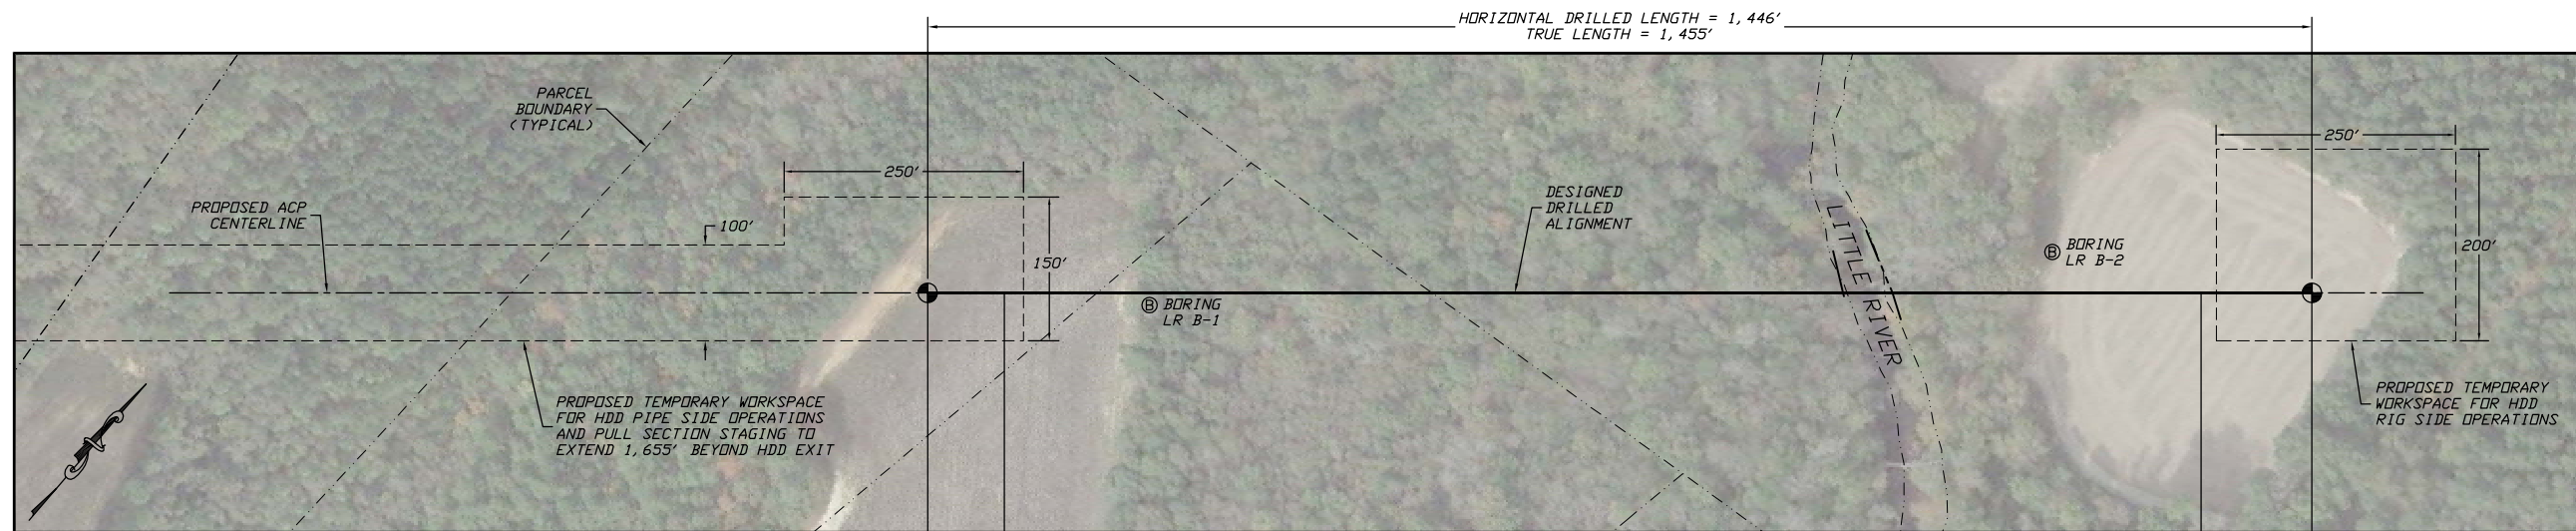 HORIZONTAL DRILLED LENGTH = 1,446'
TRUE LENGTH = 1,455'
PARCEL
BOUNDARY
(TYPICAL)
PROPOSED ACP
CENTERLINE
100'
250'
150'
B BORING
LR B-1
DESIGNED
DRILLED
ALIGNMENT
LITTLE RIVER
B BORING
LR B-2
250'
200'
PROPOSED TEMPORARY WORKSPACE
FOR HDD PIPE SIDE OPERATIONS
AND PULL SECTION STAGING TO
EXTEND 1,655' BEYOND HDD EXIT
PROPOSED TEMPORARY
WORKSPACE FOR HDD
RIG SIDE OPERATIONS